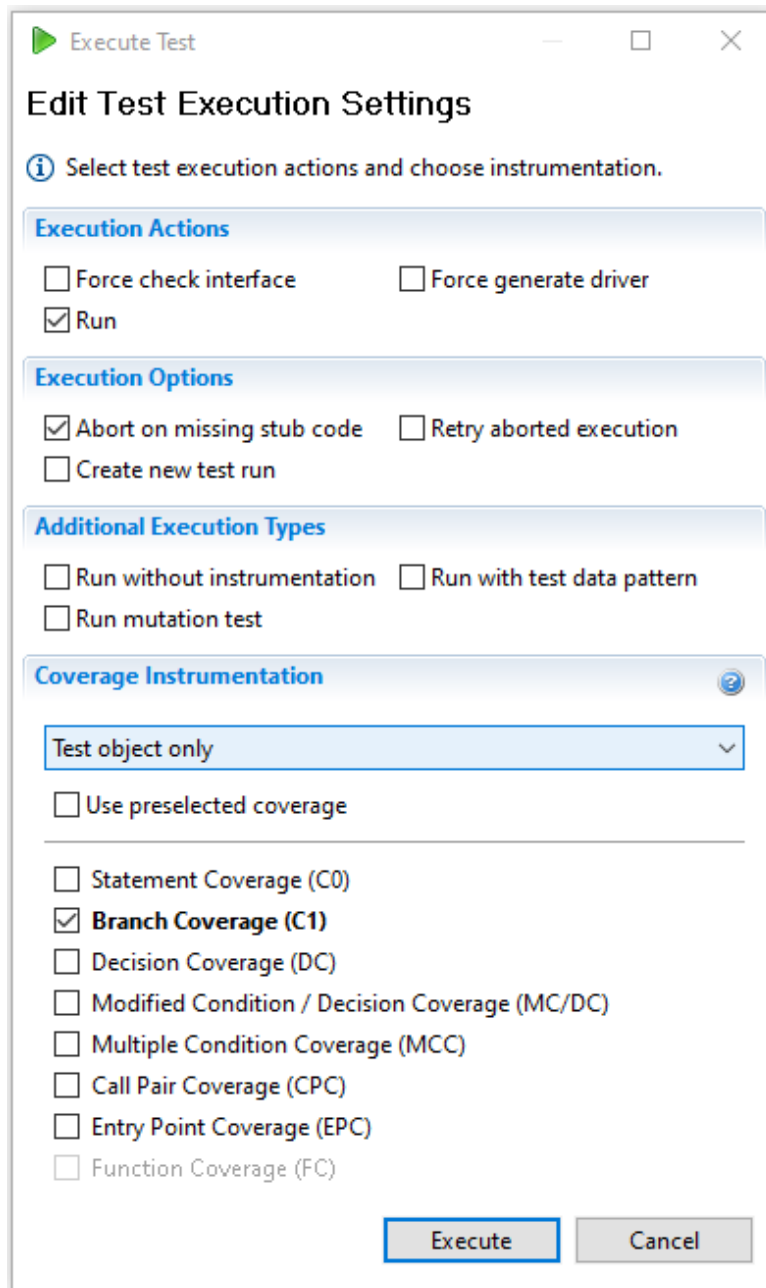 Execute Test
Edit Test Execution Settings
Select test execution actions and choose instrumentation.
Execution Actions
Force check interface Force generate driver
Run
Execution Options
Abort on missing stub code Retry aborted execution
Create new test run
Additional Execution Types
Run without instrumentation Run with test data pattern
Run mutation test
Coverage Instrumentation
Test object only
Use preselected coverage
Statement Coverage (C0)
Branch Coverage (C1)
Decision Coverage (DC)
Modified Condition / Decision Coverage (MC/DC)
Multiple Condition Coverage (MCC)
Call Pair Coverage (CPC)
Entry Point Coverage (EPC)
Function Coverage (FC)
Execute Cancel